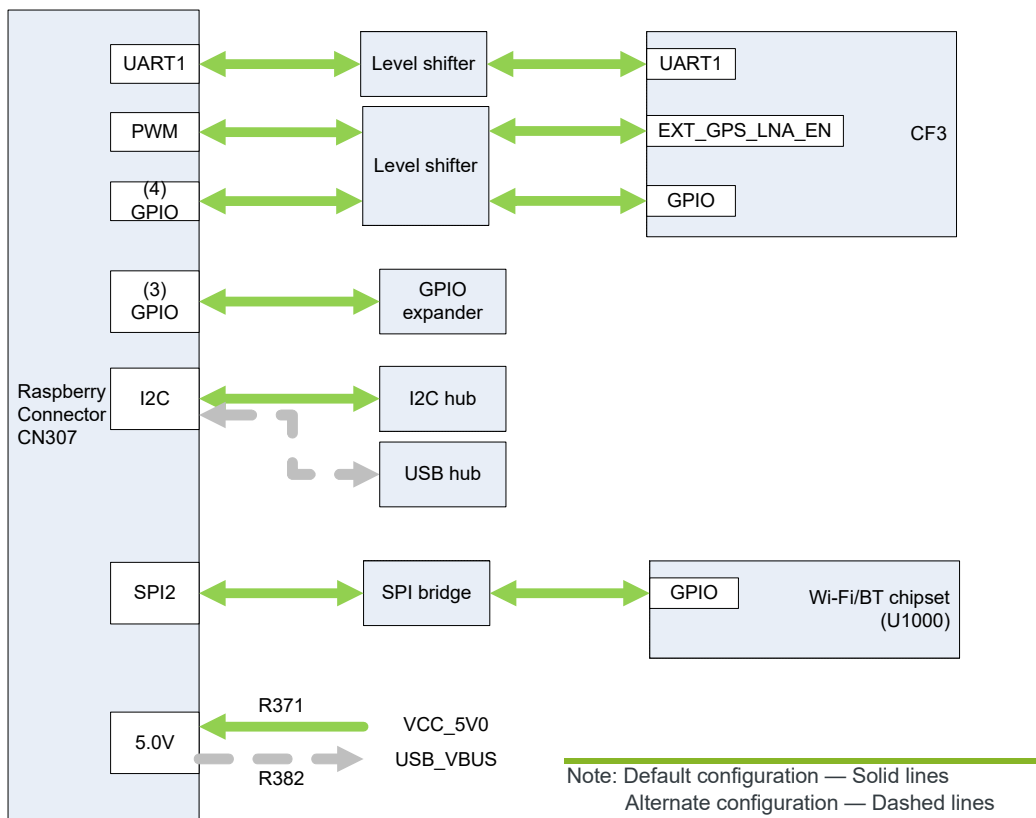 UART1
Level shifter
UART1
PWM
Level shifter
EXT_GPS_LNA_EN
CF3
(4)
GPIO
GPIO
(3)
GPIO
GPIO
expander
Raspberry
Connector
CN307
I2C
I2C hub
USB hub
SPI2
SPI bridge
GPIO
Wi-Fi/BT chipset
(U1000)
R371
5.0V
VCC_5V0
USB_VBUS
R382
Note: Default configuration — Solid lines
Alternate configuration — Dashed lines